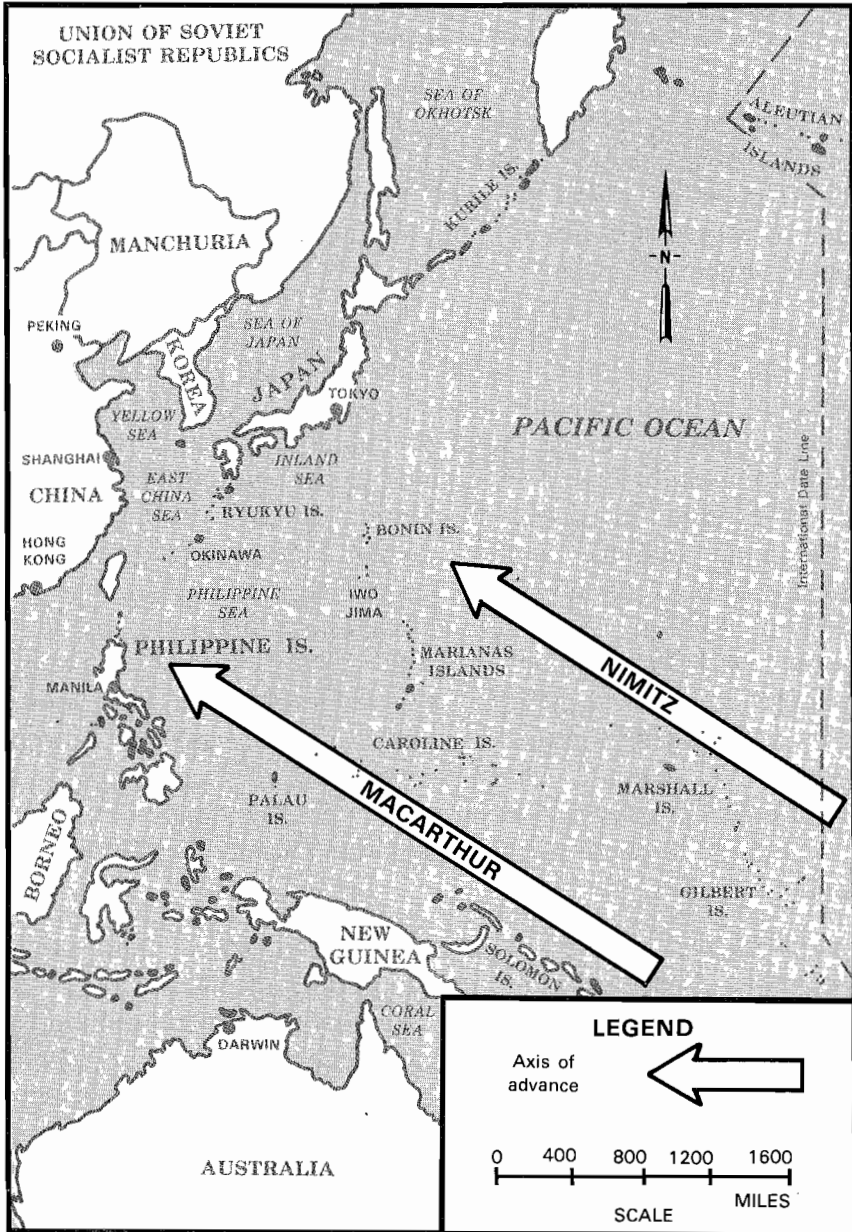 UNION OF SOVIET
SOCIALIST REPUBLICS
SEA OF
OKHOTSK
ALEUTIAN
ISLANDS
KURILE IS.
MANCHURIA
-N-
PEKING
SEA OF
JAPAN
KOREA
JAPAN
TOKYO
YELLOW
SEA
PACIFIC OCEAN
SHANGHAI
INLAND
SEA
CHINA
EAST
CHINA
SEA
RYUKYU IS.
International Date Line
BONIN IS.
HONG
KONG
OKINAWA
IWO
JIMA
PHILIPPINE
SEA
PHILIPPINE IS.
MARIANAS
ISLANDS
NIMITZ
MANILA
CAROLINE IS.
PALAU
IS.
MACARTHUR
MARSHALL
IS.
BORNEO
GILBERT
IS.
NEW
GUINEA
SOLOMON
IS.
CORAL
SEA
DARWIN
AUSTRALIA
LEGEND
Axis of
advance
0 400 800 1200 1600
SCALE MILES